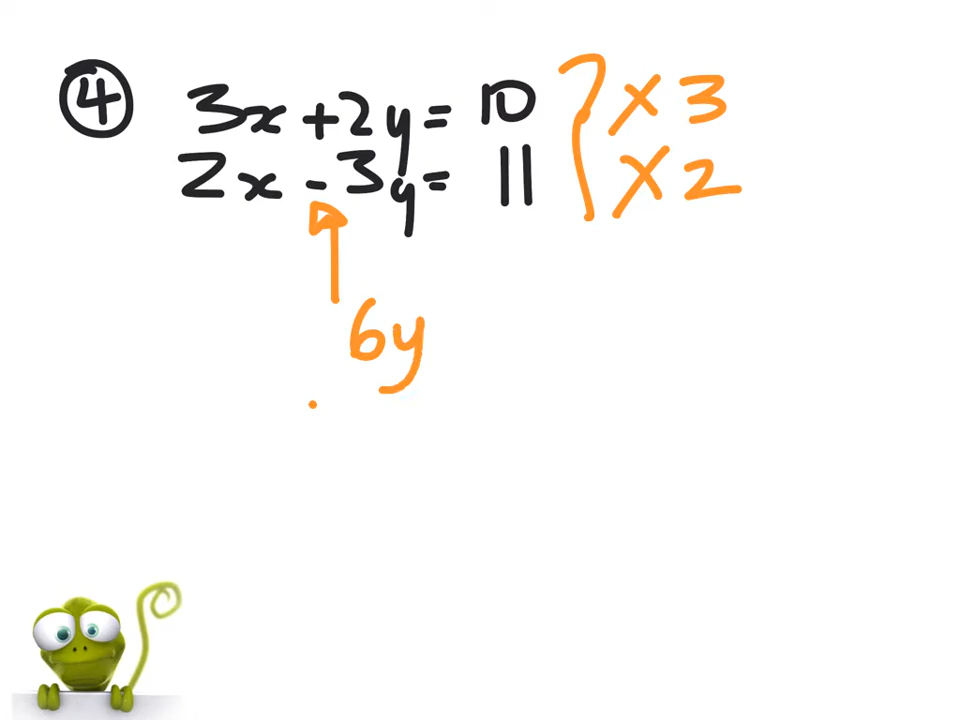 ④ 3x + 2y = 10 } × 3
2x - 3y = 11 } × 2
6y